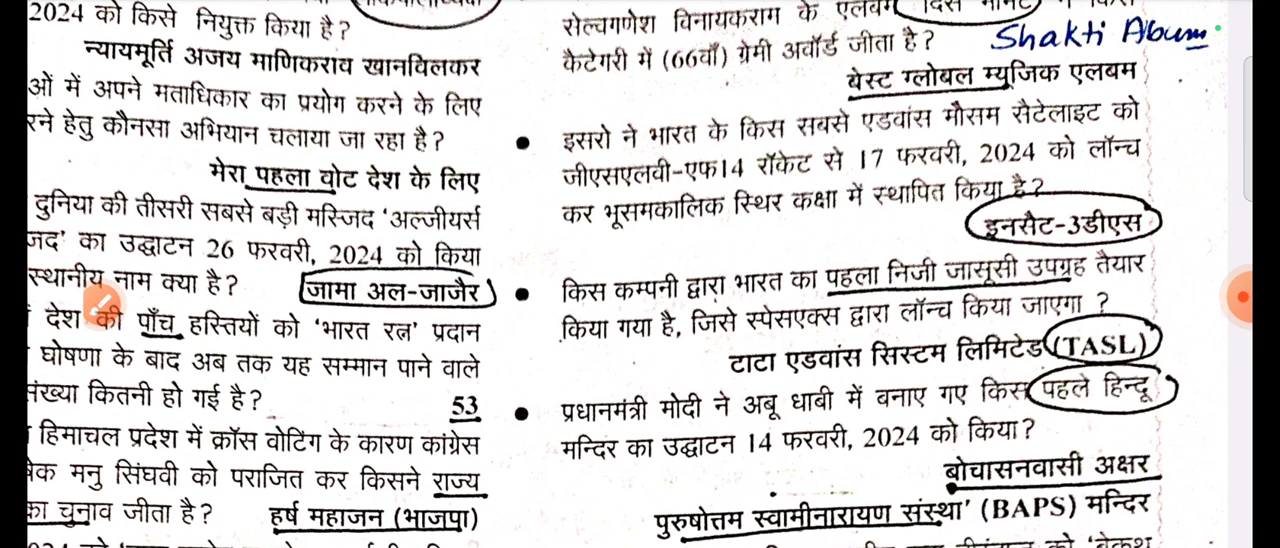 2024 को किसे नियुक्त किया है?
न्यायमूर्ति अजय माणिकराव खानविलकर
ओं में अपने मताधिकार का प्रयोग करने के लिए
रने हेतु कौनसा अभियान चलाया जा रहा है?
मेरा पहला वोट देश के लिए
दुनिया की तीसरी सबसे बड़ी मस्जिद ‘अल्जीयर्स
जद’ का उद्घाटन 26 फरवरी, 2024 को किया
स्थानीय नाम क्या है?
जामा अल-जाजैर
देश की पाँच हस्तियों को ‘भारत रत्न’ प्रदान
घोषणा के बाद अब तक यह सम्मान पाने वाले
संख्या कितनी हो गई है?
53
हिमाचल प्रदेश में क्रॉस वोटिंग के कारण कांग्रेस
षेक मनु सिंघवी को पराजित कर किसने राज्य
का चुनाव जीता है?
हर्ष महाजन (भाजपा)
सेल्वगणेश विनायकराम के एलबम
कैटेगरी में (66वाँ) ग्रेमी अवॉर्ड जीता है?
Shakti Abum
बेस्ट ग्लोबल म्यूजिक एलबम
• इसरो ने भारत के किस सबसे एडवांस मौसम सैटेलाइट को
जीएसएलवी-एफ14 रॉकेट से 17 फरवरी, 2024 को लॉन्च
कर भूसमकालिक स्थिर कक्षा में स्थापित किया है?
इनसैट-3डीएस
• किस कम्पनी द्वारा भारत का पहला निजी जासूसी उपग्रह तैयार
किया गया है, जिसे स्पेसएक्स द्वारा लॉन्च किया जाएगा ?
टाटा एडवांस सिस्टम लिमिटेड (TASL)
• प्रधानमंत्री मोदी ने अबू धाबी में बनाए गए किस पहले हिन्दू
मन्दिर का उद्घाटन 14 फरवरी, 2024 को किया?
बोचासनवासी अक्षर
पुरुषोत्तम स्वामीनारायण संस्था’ (BAPS) मन्दिर